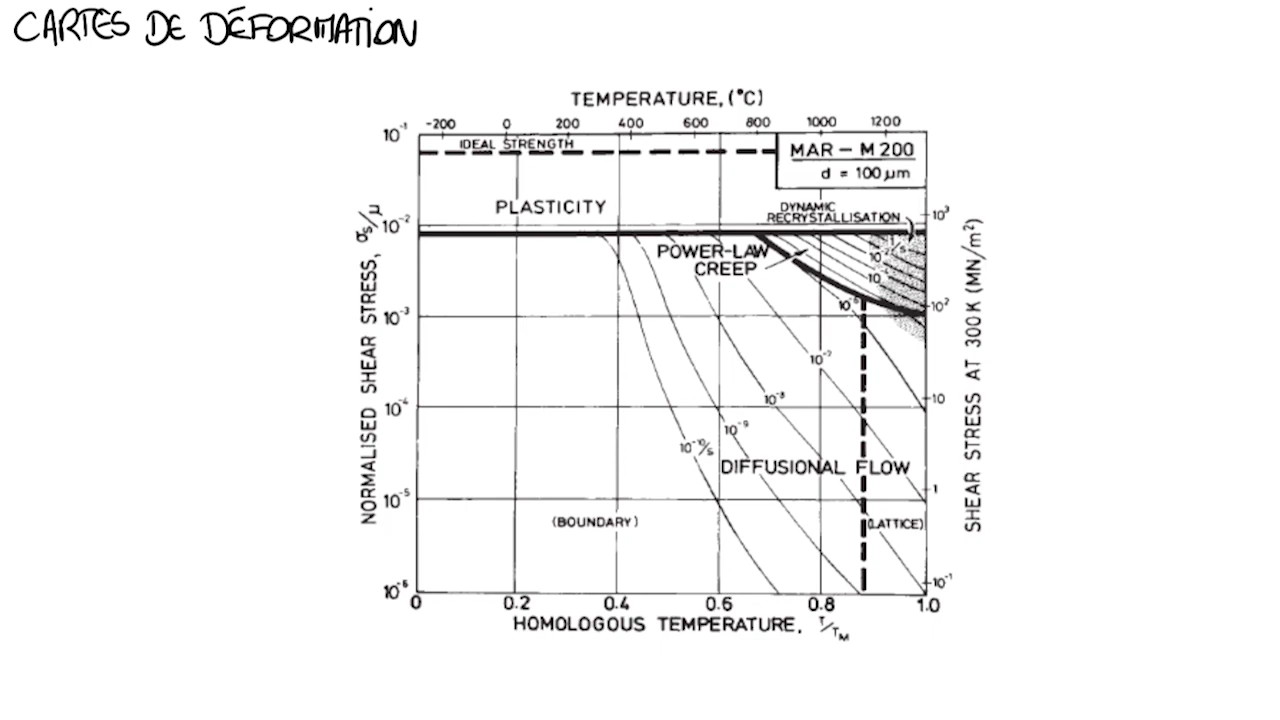 CARTES DE DÉFORMATION
TEMPERATURE, (°C)
-200 0 200 400 600 800 1000 1200
10⁻¹
IDEAL STRENGTH
MAR – M 200
d = 100 µm
PLASTICITY
DYNAMIC
RECRYSTALLISATION
10³
10⁻²
POWER-LAW
CREEP
10⁻²/s
10⁻⁶
10²
10⁻³
10⁻⁷
10⁻⁸
10
10⁻⁴
10⁻⁹
10⁻¹⁰/s
DIFFUSIONAL FLOW
1
10⁻⁵
(BOUNDARY)
(LATTICE)
10⁻¹
10⁻⁶
0 0.2 0.4 0.6 0.8 1.0
HOMOLOGOUS TEMPERATURE, T/TM
NORMALISED SHEAR STRESS, σs/µ
SHEAR STRESS AT 300K (MN/m²)